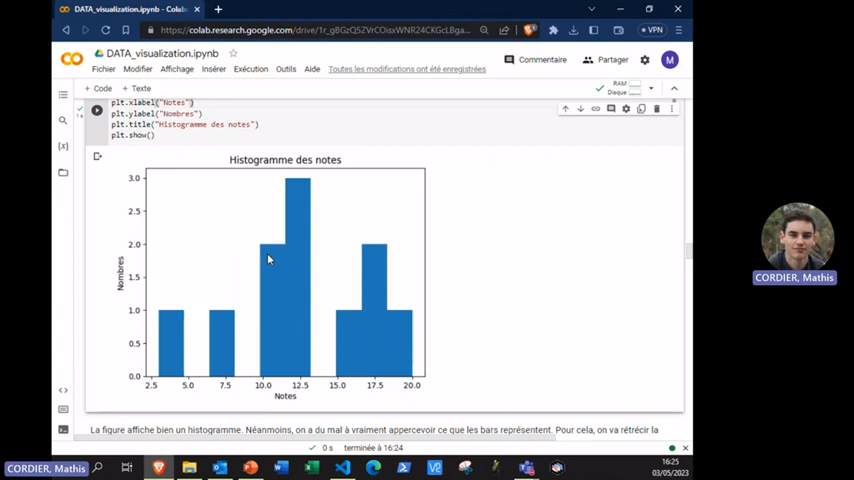 DATA_visualization.ipynb - Colab
https://colab.research.google.com/drive/1r_gBGzQ5ZVrCOisxWNR24CKGcLBga...
VPN
DATA_visualization.ipynb
Commentaire
Partager
M
Fichier Modifier Affichage Insérer Exécution Outils Aide Toutes les modifications ont été enregistrées
+ Code + Texte
RAM
Disque
plt.xlabel("Notes")
plt.ylabel("Nombres")
plt.title("Histogramme des notes")
plt.show()
{x}
Histogramme des notes
3.0
2.5
2.0
1.5
1.0
0.5
0.0
Nombres
2.5 5.0 7.5 10.0 12.5 15.0 17.5 20.0
Notes
CORDIER, Mathis
La figure affiche bien un histogramme. Néanmoins, on a du mal à vraiment appercevoir ce que les bars représentent. Pour cela, on va rétrécir la
0 s terminée à 16:24
CORDIER, Mathis
16:25
03/05/2023